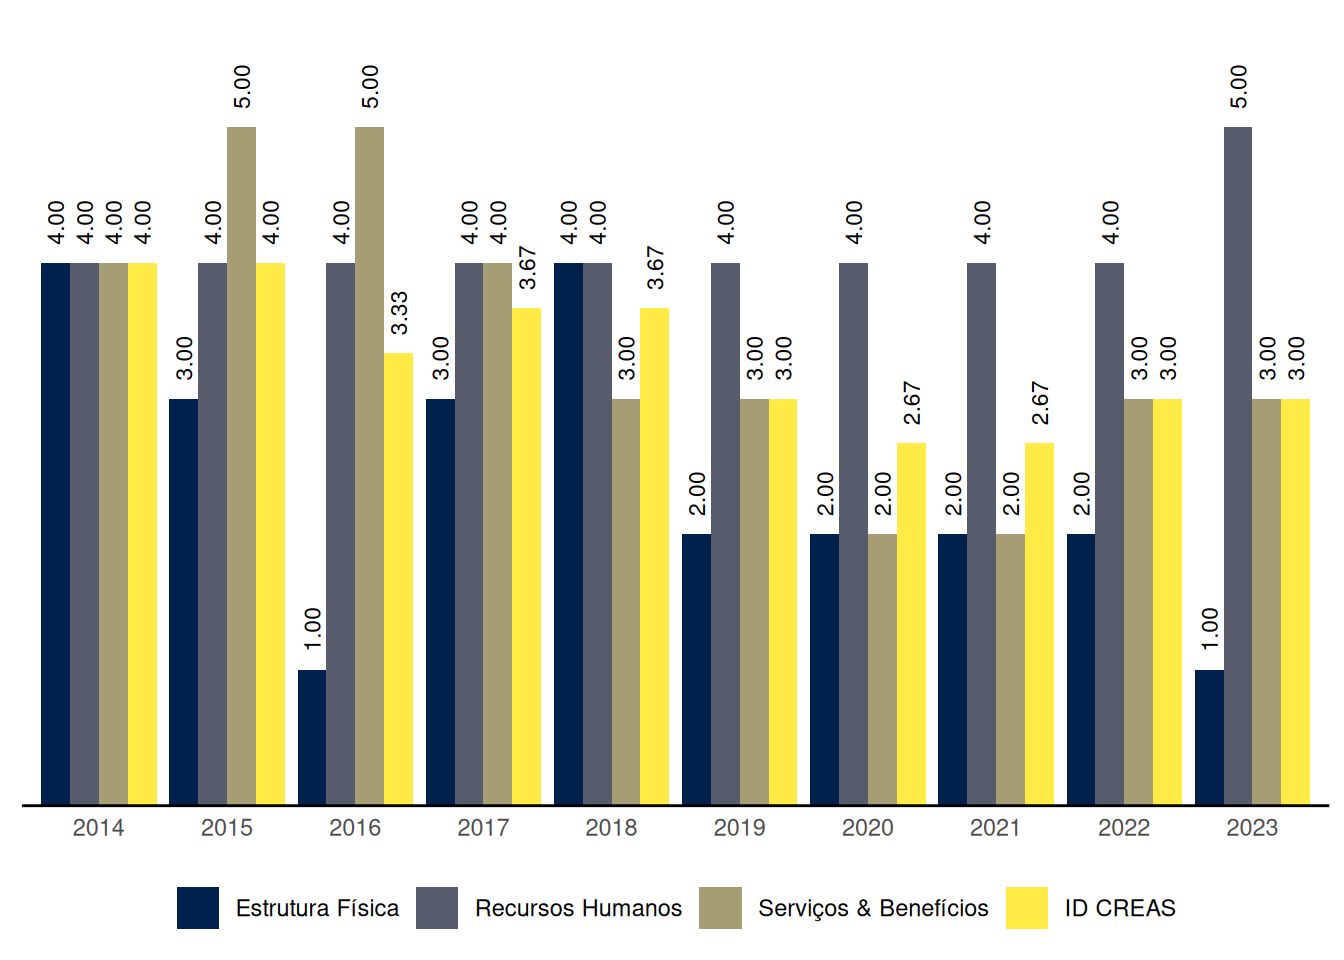 5.00 5.00 5.00
4.00 4.00 4.00 4.00 4.00 4.00 4.00 4.00 4.00 4.00 4.00 4.00 4.00 4.00 4.00
3.67 3.67
3.33
3.00 3.00 3.00 3.00 3.00 3.00 3.00 3.00 3.00
2.67 2.67
2.00 2.00 2.00 2.00 2.00 2.00
1.00 1.00
2014 2015 2016 2017 2018 2019 2020 2021 2022 2023
Estrutura Física Recursos Humanos Serviços & Benefícios ID CREAS